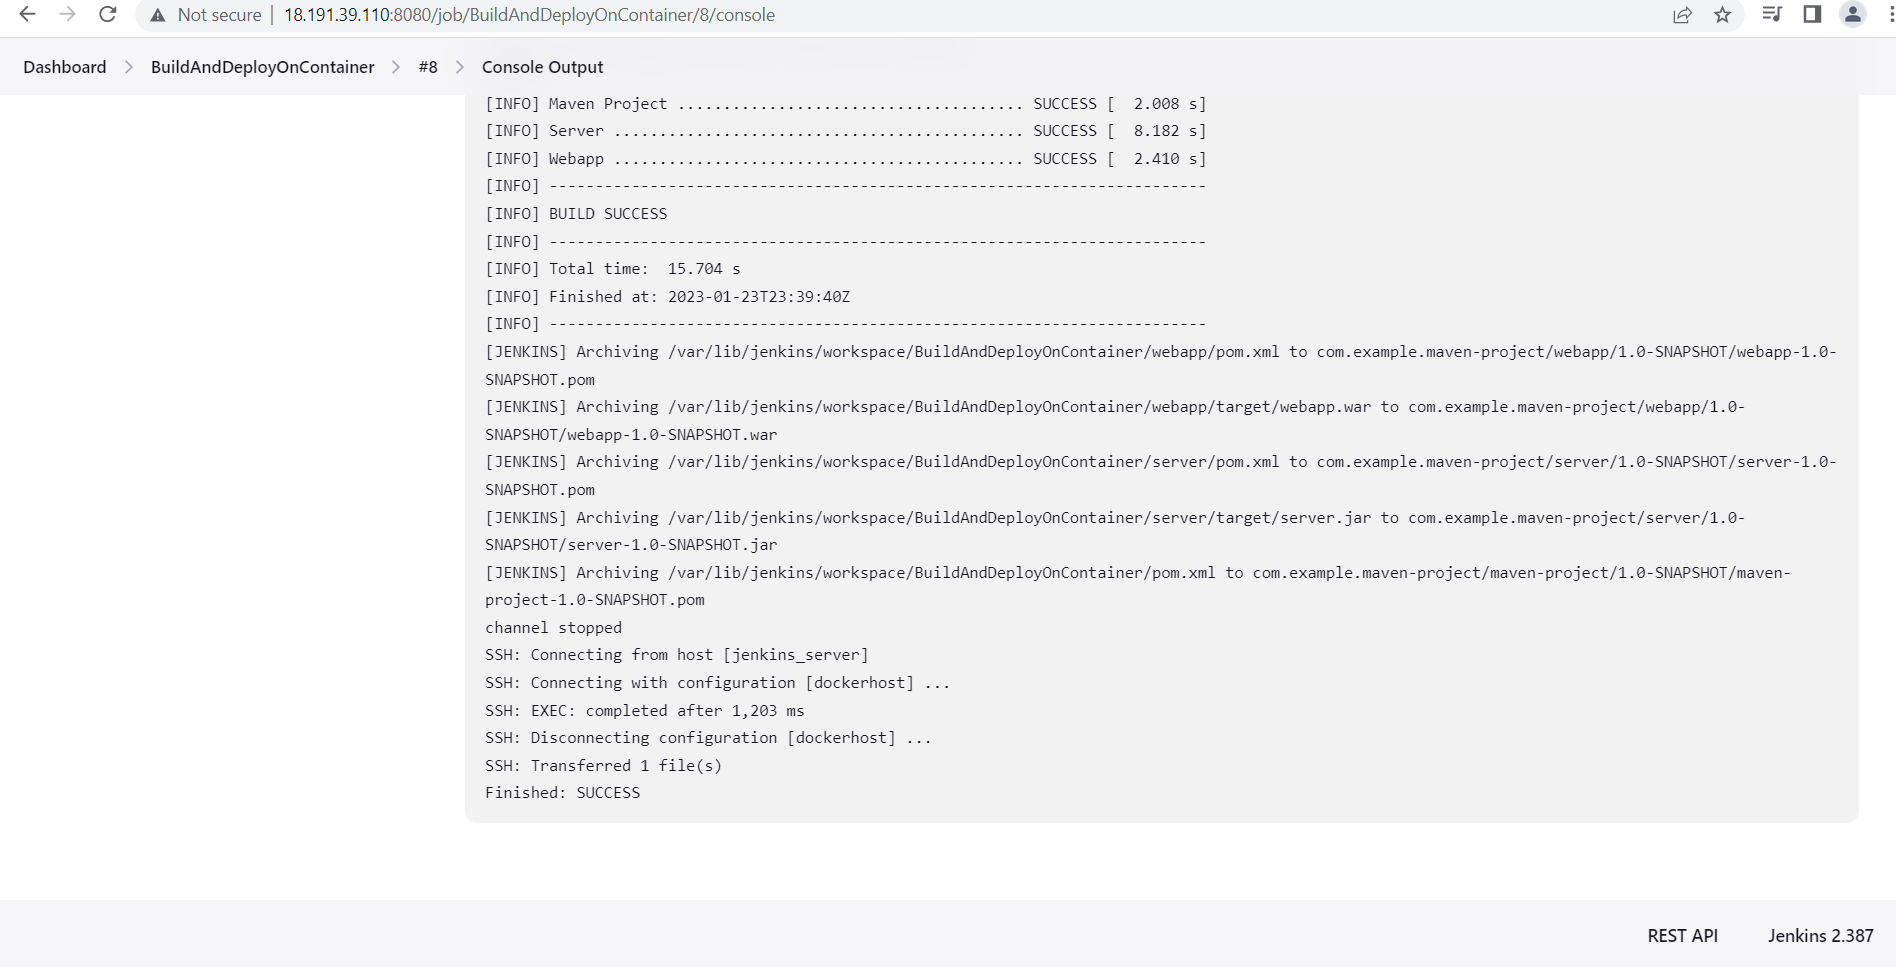 Not secure | 18.191.39.110:8080/job/BuildAndDeployOnContainer/8/console
Dashboard > BuildAndDeployOnContainer > #8 > Console Output
[INFO] Maven Project ...................................... SUCCESS [  2.008 s]
[INFO] Server ............................................. SUCCESS [  8.182 s]
[INFO] Webapp ............................................. SUCCESS [  2.410 s]
[INFO] ------------------------------------------------------------------------
[INFO] BUILD SUCCESS
[INFO] ------------------------------------------------------------------------
[INFO] Total time:  15.704 s
[INFO] Finished at: 2023-01-23T23:39:40Z
[INFO] ------------------------------------------------------------------------
[JENKINS] Archiving /var/lib/jenkins/workspace/BuildAndDeployOnContainer/webapp/pom.xml to com.example.maven-project/webapp/1.0-SNAPSHOT/webapp-1.0-
SNAPSHOT.pom
[JENKINS] Archiving /var/lib/jenkins/workspace/BuildAndDeployOnContainer/webapp/target/webapp.war to com.example.maven-project/webapp/1.0-
SNAPSHOT/webapp-1.0-SNAPSHOT.war
[JENKINS] Archiving /var/lib/jenkins/workspace/BuildAndDeployOnContainer/server/pom.xml to com.example.maven-project/server/1.0-SNAPSHOT/server-1.0-
SNAPSHOT.pom
[JENKINS] Archiving /var/lib/jenkins/workspace/BuildAndDeployOnContainer/server/target/server.jar to com.example.maven-project/server/1.0-
SNAPSHOT/server-1.0-SNAPSHOT.jar
[JENKINS] Archiving /var/lib/jenkins/workspace/BuildAndDeployOnContainer/pom.xml to com.example.maven-project/maven-project/1.0-SNAPSHOT/maven-
project-1.0-SNAPSHOT.pom
channel stopped
SSH: Connecting from host [jenkins_server]
SSH: Connecting with configuration [dockerhost] ...
SSH: EXEC: completed after 1,203 ms
SSH: Disconnecting configuration [dockerhost] ...
SSH: Transferred 1 file(s)
Finished: SUCCESS
REST API Jenkins 2.387